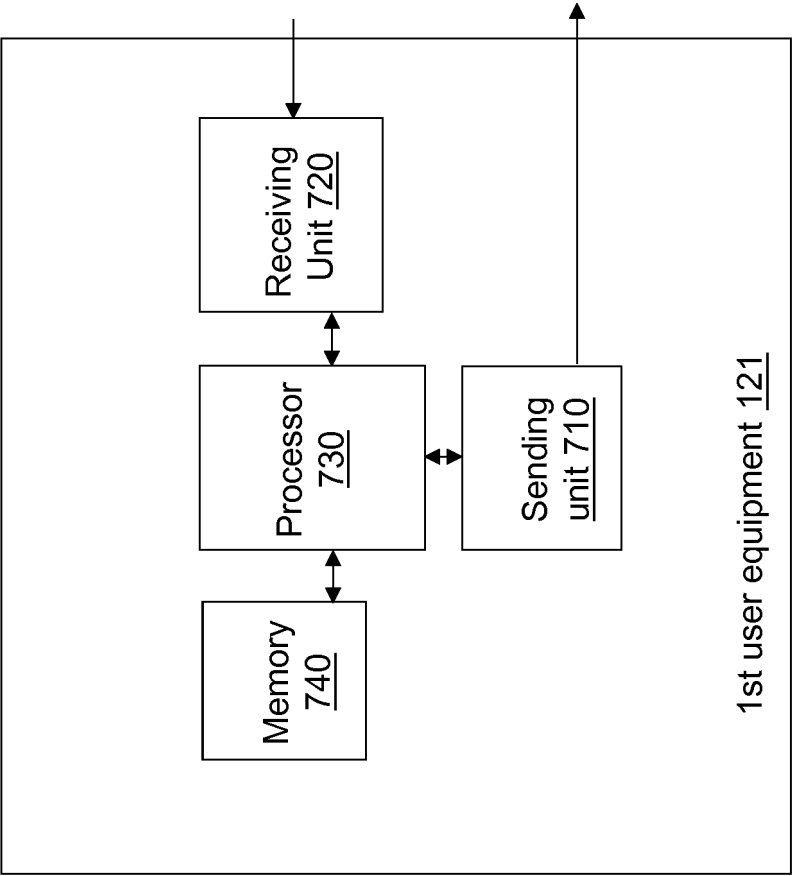 Memory
740
Processor
730
Receiving
Unit 720
Sending
unit 710
1st user equipment 121